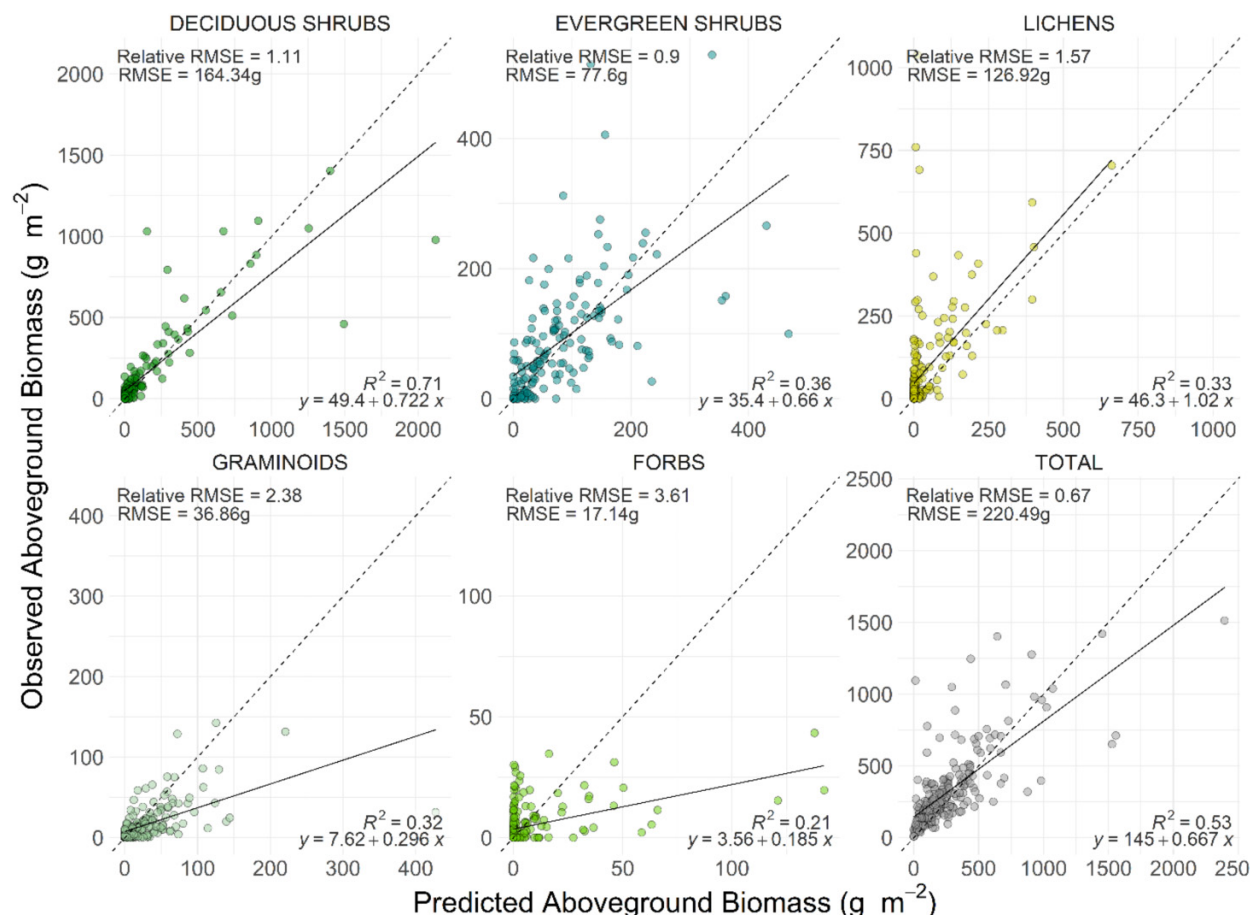 DECIDUOUS SHRUBS
EVERGREEN SHRUBS
LICHENS
Relative RMSE = 1.11
RMSE = 164.34g
2000
1500
1000
500
0
R² = 0.71
y = 49.4 + 0.722 x
0
500
1000
1500
2000
Relative RMSE = 0.9
RMSE = 77.6g
400
200
0
R² = 0.36
y = 35.4 + 0.66 x
0
200
400
Relative RMSE = 1.57
RMSE = 126.92g
1000
750
500
250
0
R² = 0.33
y = 46.3 + 1.02 x
0
250
500
750
1000
Observed Aboveground Biomass (g m⁻²)
GRAMINOIDS
FORBS
TOTAL
Relative RMSE = 2.38
RMSE = 36.86g
400
300
200
100
0
R² = 0.32
y = 7.62 + 0.296 x
0
100
200
300
400
Relative RMSE = 3.61
RMSE = 17.14g
100
50
0
R² = 0.21
y = 3.56 + 0.185 x
0
50
100
Relative RMSE = 0.67
RMSE = 220.49g
2500
2000
1500
1000
500
0
R² = 0.53
y = 145 + 0.667 x
0
500
1000
1500
2000
250
Predicted Aboveground Biomass (g m⁻²)